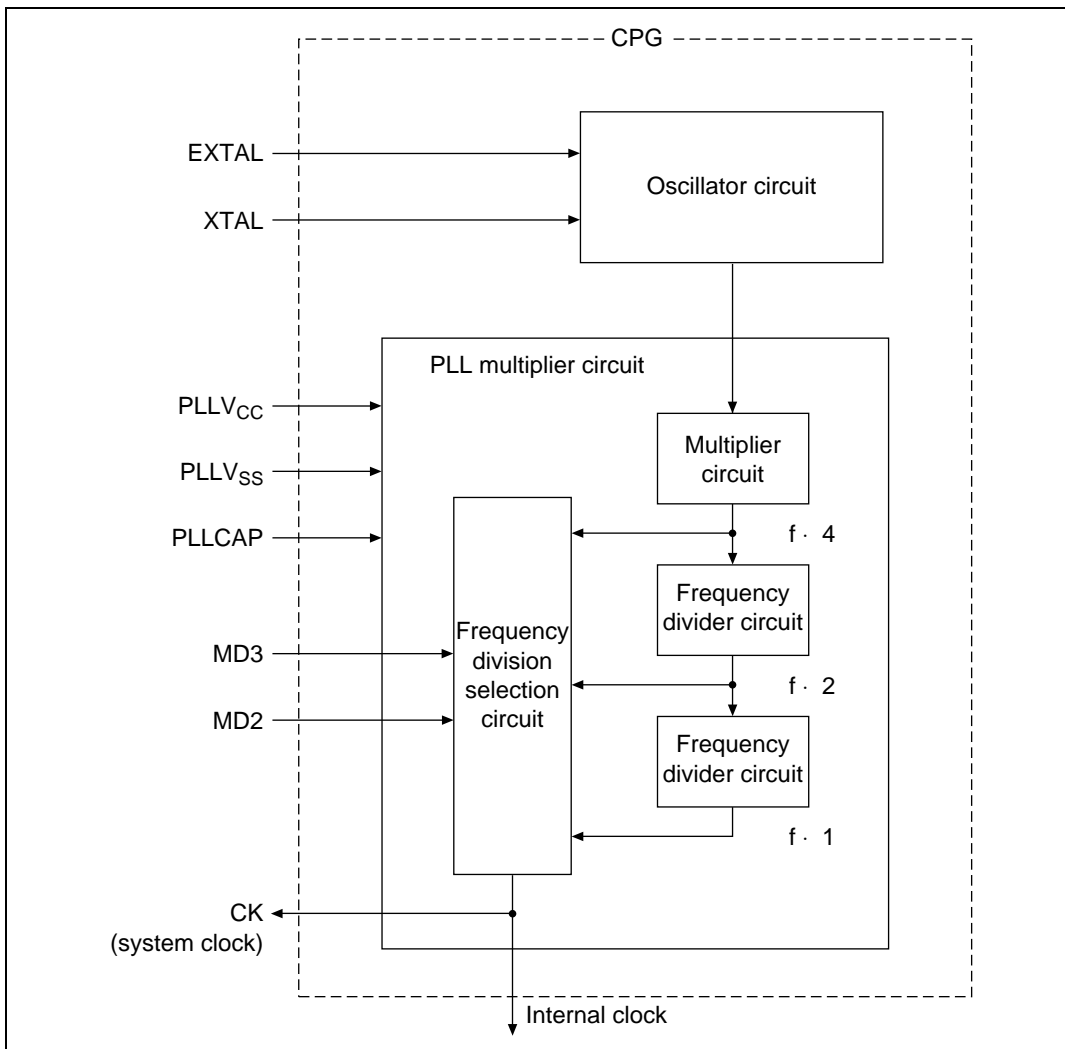 CPG
EXTAL
XTAL
Oscillator circuit
PLL multiplier circuit
PLLVCC
PLLVSS
PLLCAP
Multiplier
circuit
f · 4
Frequency
divider circuit
MD3
MD2
Frequency
division
selection
circuit
f · 2
Frequency
divider circuit
f · 1
CK
(system clock)
Internal clock